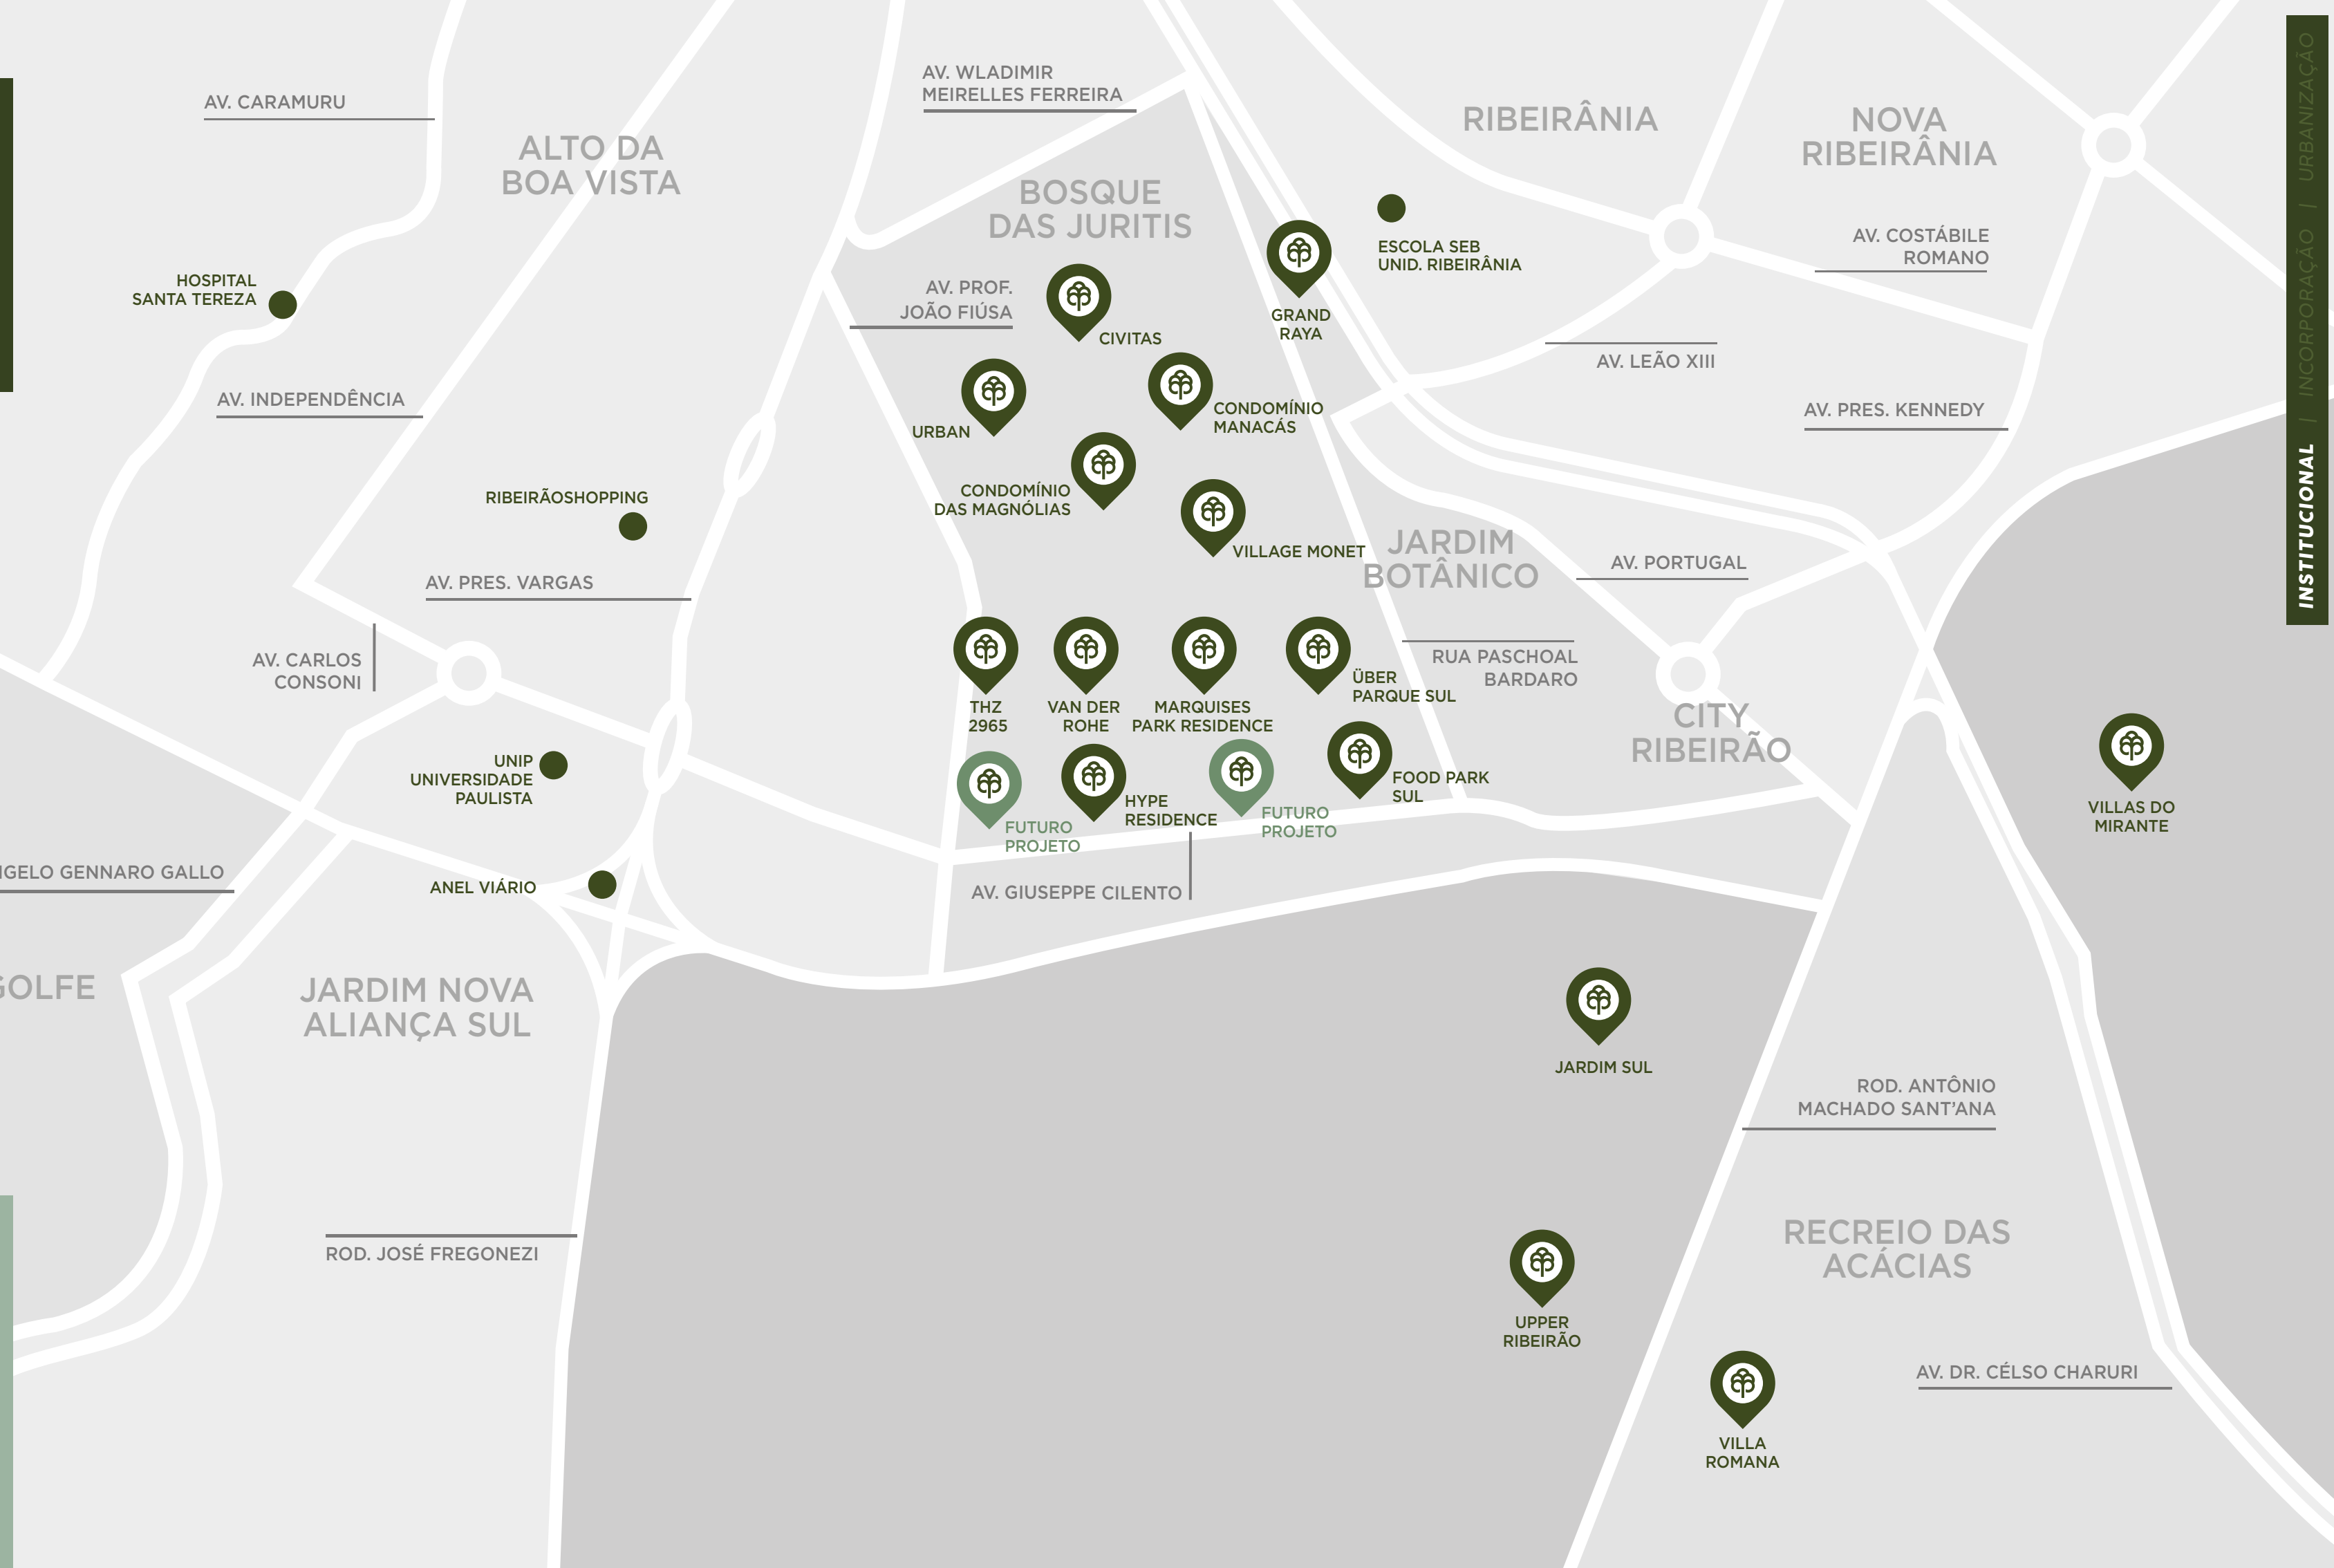 AV. CARAMURU
AV. WLADIMIR
MEIRELLES FERREIRA
ALTO DA
BOA VISTA
BOSQUE
DAS JURITIS
RIBEIRÂNIA
NOVA
RIBEIRÂNIA
ESCOLA SEB
UNID. RIBEIRÂNIA
AV. COSTÁBILE
ROMANO
HOSPITAL
SANTA TEREZA
AV. PROF.
JOÃO FIÚSA
CIVITAS
GRAND
RAYA
AV. LEÃO XIII
AV. INDEPENDÊNCIA
URBAN
CONDOMÍNIO
MANACÁS
AV. PRES. KENNEDY
RIBEIRÃOSHOPPING
CONDOMÍNIO
DAS MAGNÓLIAS
VILLAGE MONET
JARDIM
BOTÂNICO
AV. PORTUGAL
AV. PRES. VARGAS
AV. CARLOS
CONSONI
THZ
2965
VAN DER
ROHE
MARQUISES
PARK RESIDENCE
ÜBER
PARQUE SUL
RUA PASCHOAL
BARDARO
CITY
RIBEIRÃO
UNIP
UNIVERSIDADE
PAULISTA
FUTURO
PROJETO
HYPE
RESIDENCE
FUTURO
PROJETO
FOOD PARK
SUL
VILLAS DO
MIRANTE
GENNARO GALLO
ANEL VIÁRIO
AV. GIUSEPPE CILENTO
JARDIM NOVA
ALIANÇA SUL
JARDIM SUL
ROD. ANTÔNIO
MACHADO SANT'ANA
ROD. JOSÉ FREGONEZI
RECREIO DAS
ACÁCIAS
UPPER
RIBEIRÃO
AV. DR. CÉLSO CHARURI
VILLA
ROMANA
INSTITUCIONAL | INCORPORAÇÃO | URBANIZAÇÃO